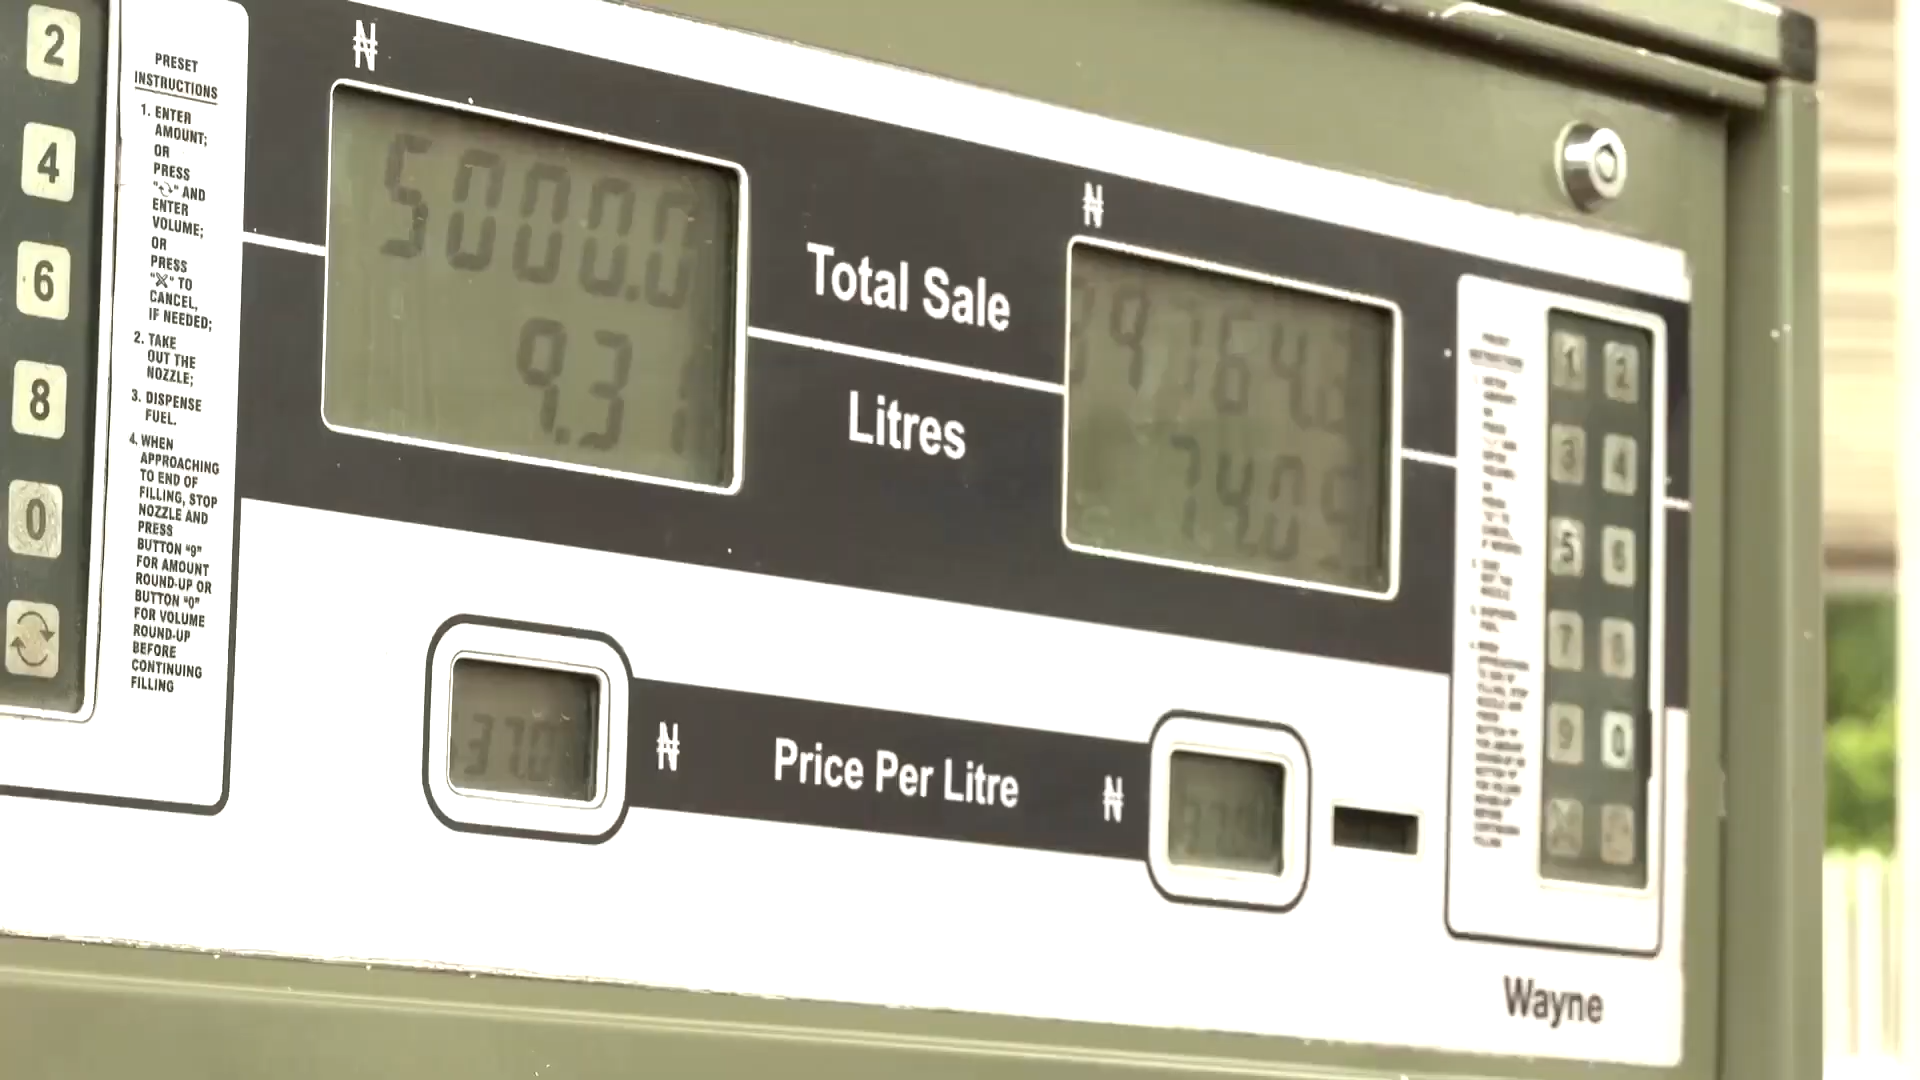 2
4
6
8
0
PRESET
INSTRUCTIONS
1. ENTER
AMOUNT;
OR
PRESS
" " AND
ENTER
VOLUME;
OR
PRESS
" " TO
CANCEL,
IF NEEDED;
2. TAKE
OUT THE
NOZZLE;
3. DISPENSE
FUEL.
4. WHEN
APPROACHING
TO END OF
FILLING, STOP
NOZZLE AND
PRESS
BUTTON "9"
FOR AMOUNT
ROUND-UP OR
BUTTON "0"
FOR VOLUME
ROUND-UP
BEFORE
CONTINUING
FILLING
₦
5000.0
9.31
Total Sale
Litres
₦
₦
Price Per Litre
₦
1 2
3 4
5 6
7 8
9 0
Wayne